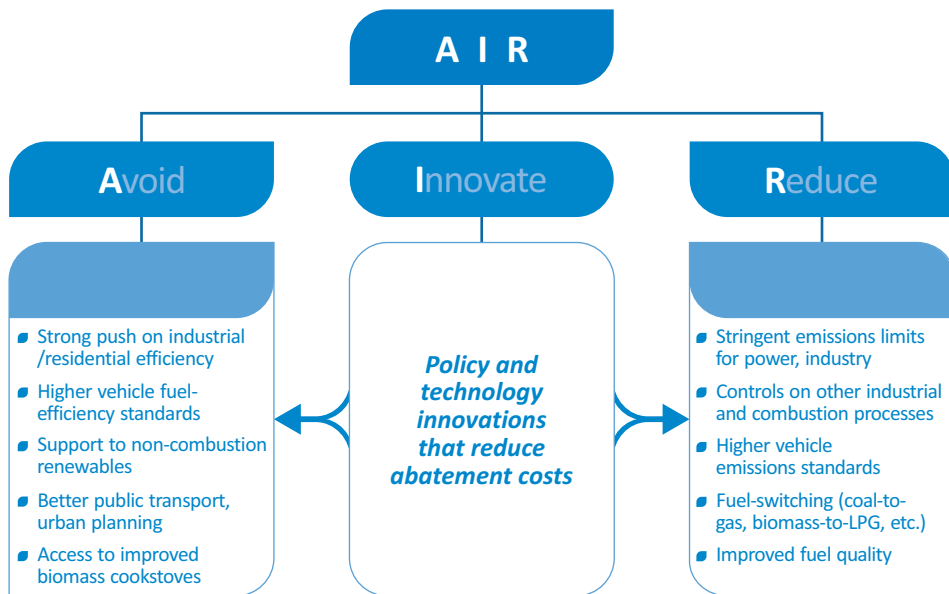 A I R
Avoid
Innovate
Reduce
Strong push on industrial
/residential efficiency
Higher vehicle fuel-
efficiency standards
Support to non-combustion
renewables
Better public transport,
urban planning
Access to improved
biomass cookstoves
Policy and
technology
innovations
that reduce
abatement costs
Stringent emissions limits
for power, industry
Controls on other industrial
and combustion processes
Higher vehicle
emissions standards
Fuel-switching (coal-to-
gas, biomass-to-LPG, etc.)
Improved fuel quality